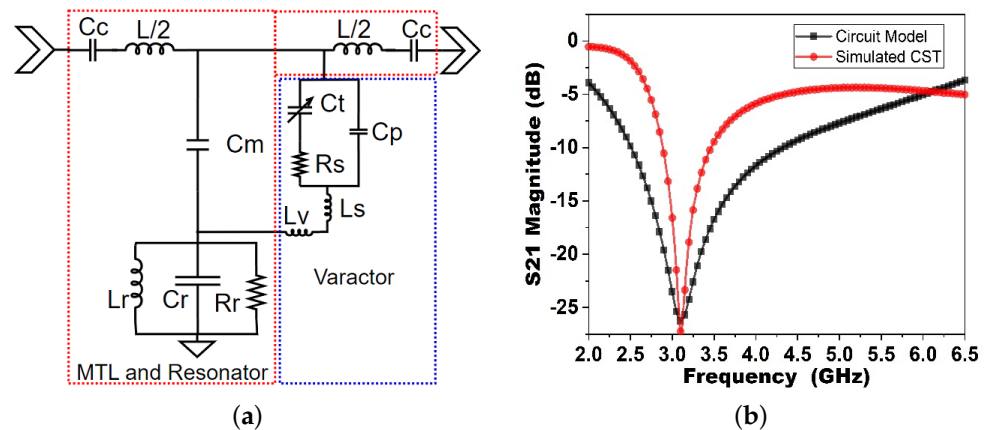 Cc
L/2
L/2
Cc
Ct
Cp
Cm
Rs
Ls
Lv
Varactor
Lr
Cr
Rr
MTL and Resonator
(a)
Circuit Model
Simulated CST
S21 Magnitude (dB)
0
-5
-10
-15
-20
-25
2.0 2.5 3.0 3.5 4.0 4.5 5.0 5.5 6.0 6.5
Frequency (GHz)
(b)